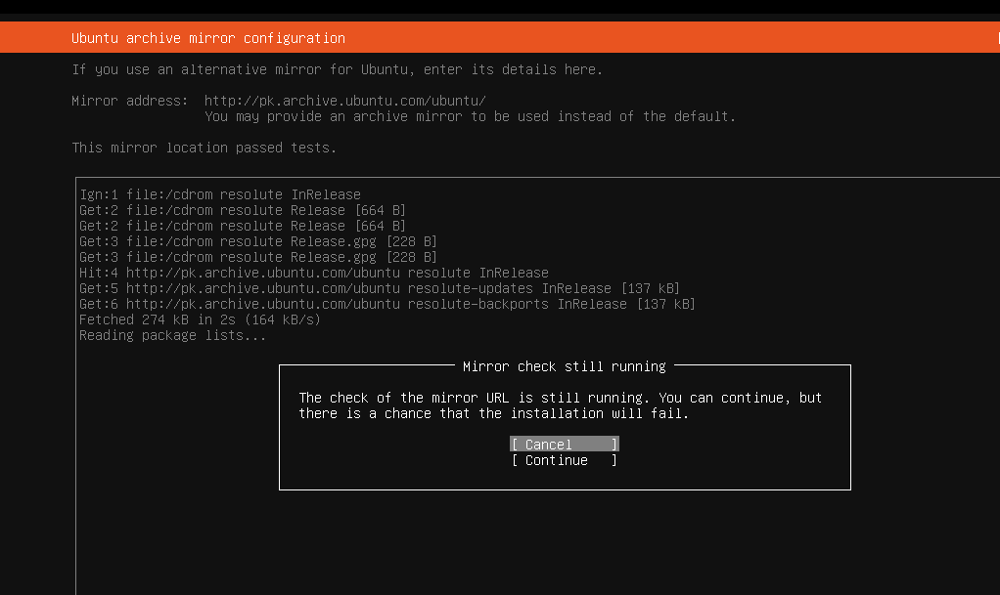 Ubuntu archive mirror configuration
If you use an alternative mirror for Ubuntu, enter its details here.
Mirror address:  http://pk.archive.ubuntu.com/ubuntu/
You may provide an archive mirror to be used instead of the default.
This mirror location passed tests.
Ign:1 file:/cdrom resolute InRelease
Get:2 file:/cdrom resolute Release [664 B]
Get:2 file:/cdrom resolute Release [664 B]
Get:3 file:/cdrom resolute Release.gpg [228 B]
Get:3 file:/cdrom resolute Release.gpg [228 B]
Hit:4 http://pk.archive.ubuntu.com/ubuntu resolute InRelease
Get:5 http://pk.archive.ubuntu.com/ubuntu resolute-updates InRelease [137 kB]
Get:6 http://pk.archive.ubuntu.com/ubuntu resolute-backports InRelease [137 kB]
Fetched 274 kB in 2s (164 kB/s)
Reading package lists...
Mirror check still running
The check of the mirror URL is still running. You can continue, but
there is a chance that the installation will fail.
[ Cancel     ]
[ Continue   ]